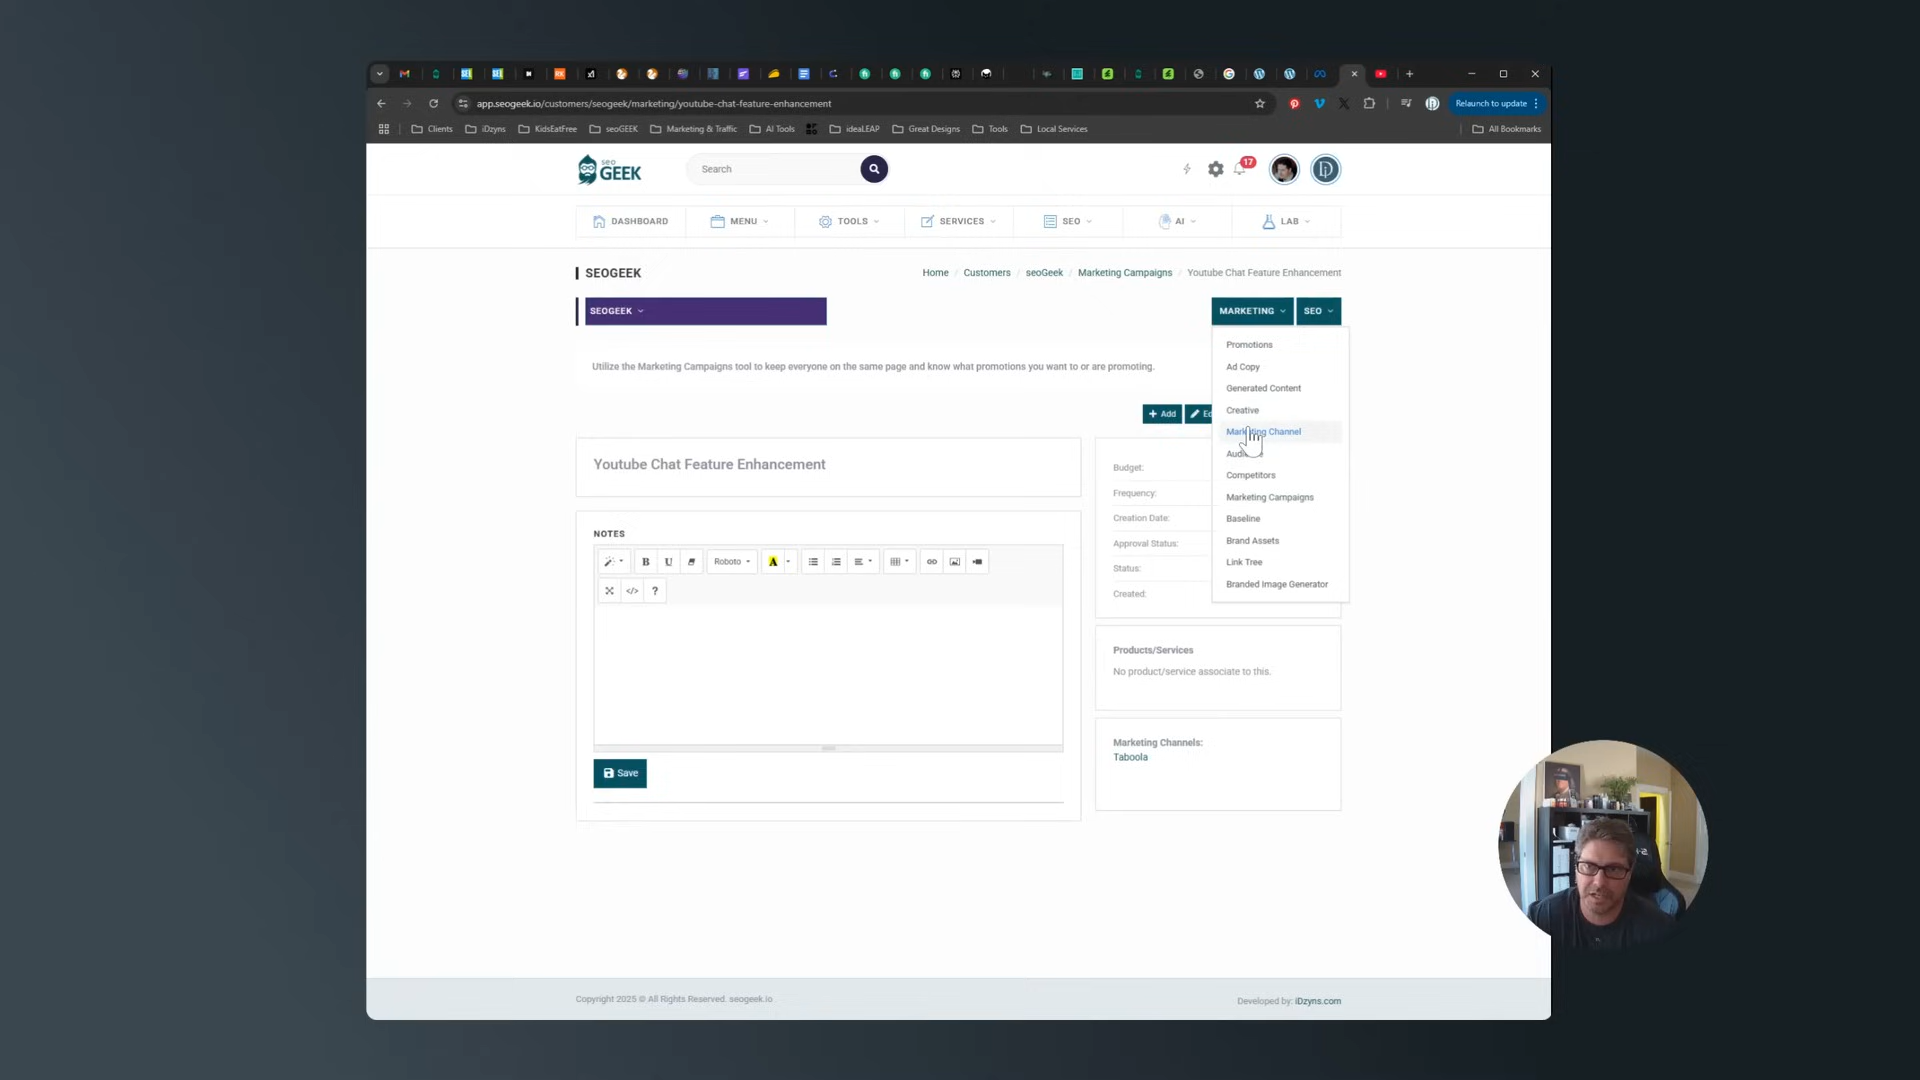 app.seogeek.io/customers/seogeek/marketing/youtube-chat-feature-enhancement
Relaunch to update
Clients
iDzyns
KidsEatFree
seoGEEK
Marketing & Traffic
AI Tools
ideaLEAP
Great Designs
Tools
Local Services
All Bookmarks
seo
GEEK
Search
17
DASHBOARD
MENU
TOOLS
SERVICES
SEO
AI
LAB
SEOGEEK
Home / Customers / seoGeek / Marketing Campaigns / Youtube Chat Feature Enhancement
SEOGEEK
MARKETING
SEO
Promotions
Ad Copy
Generated Content
Creative
Marketing Channel
Competitors
Marketing Campaigns
Baseline
Brand Assets
Link Tree
Branded Image Generator
Utilize the Marketing Campaigns tool to keep everyone on the same page and know what promotions you want to or are promoting.
Add
Youtube Chat Feature Enhancement
NOTES
B U Roboto A
</> ?
Save
Budget:
Frequency:
Creation Date:
Approval Status:
Status:
Created:
Products/Services
No product/service associate to this.
Marketing Channels:
Taboola
Copyright 2025 © All Rights Reserved. seogeek.io
Developed by: iDzyns.com